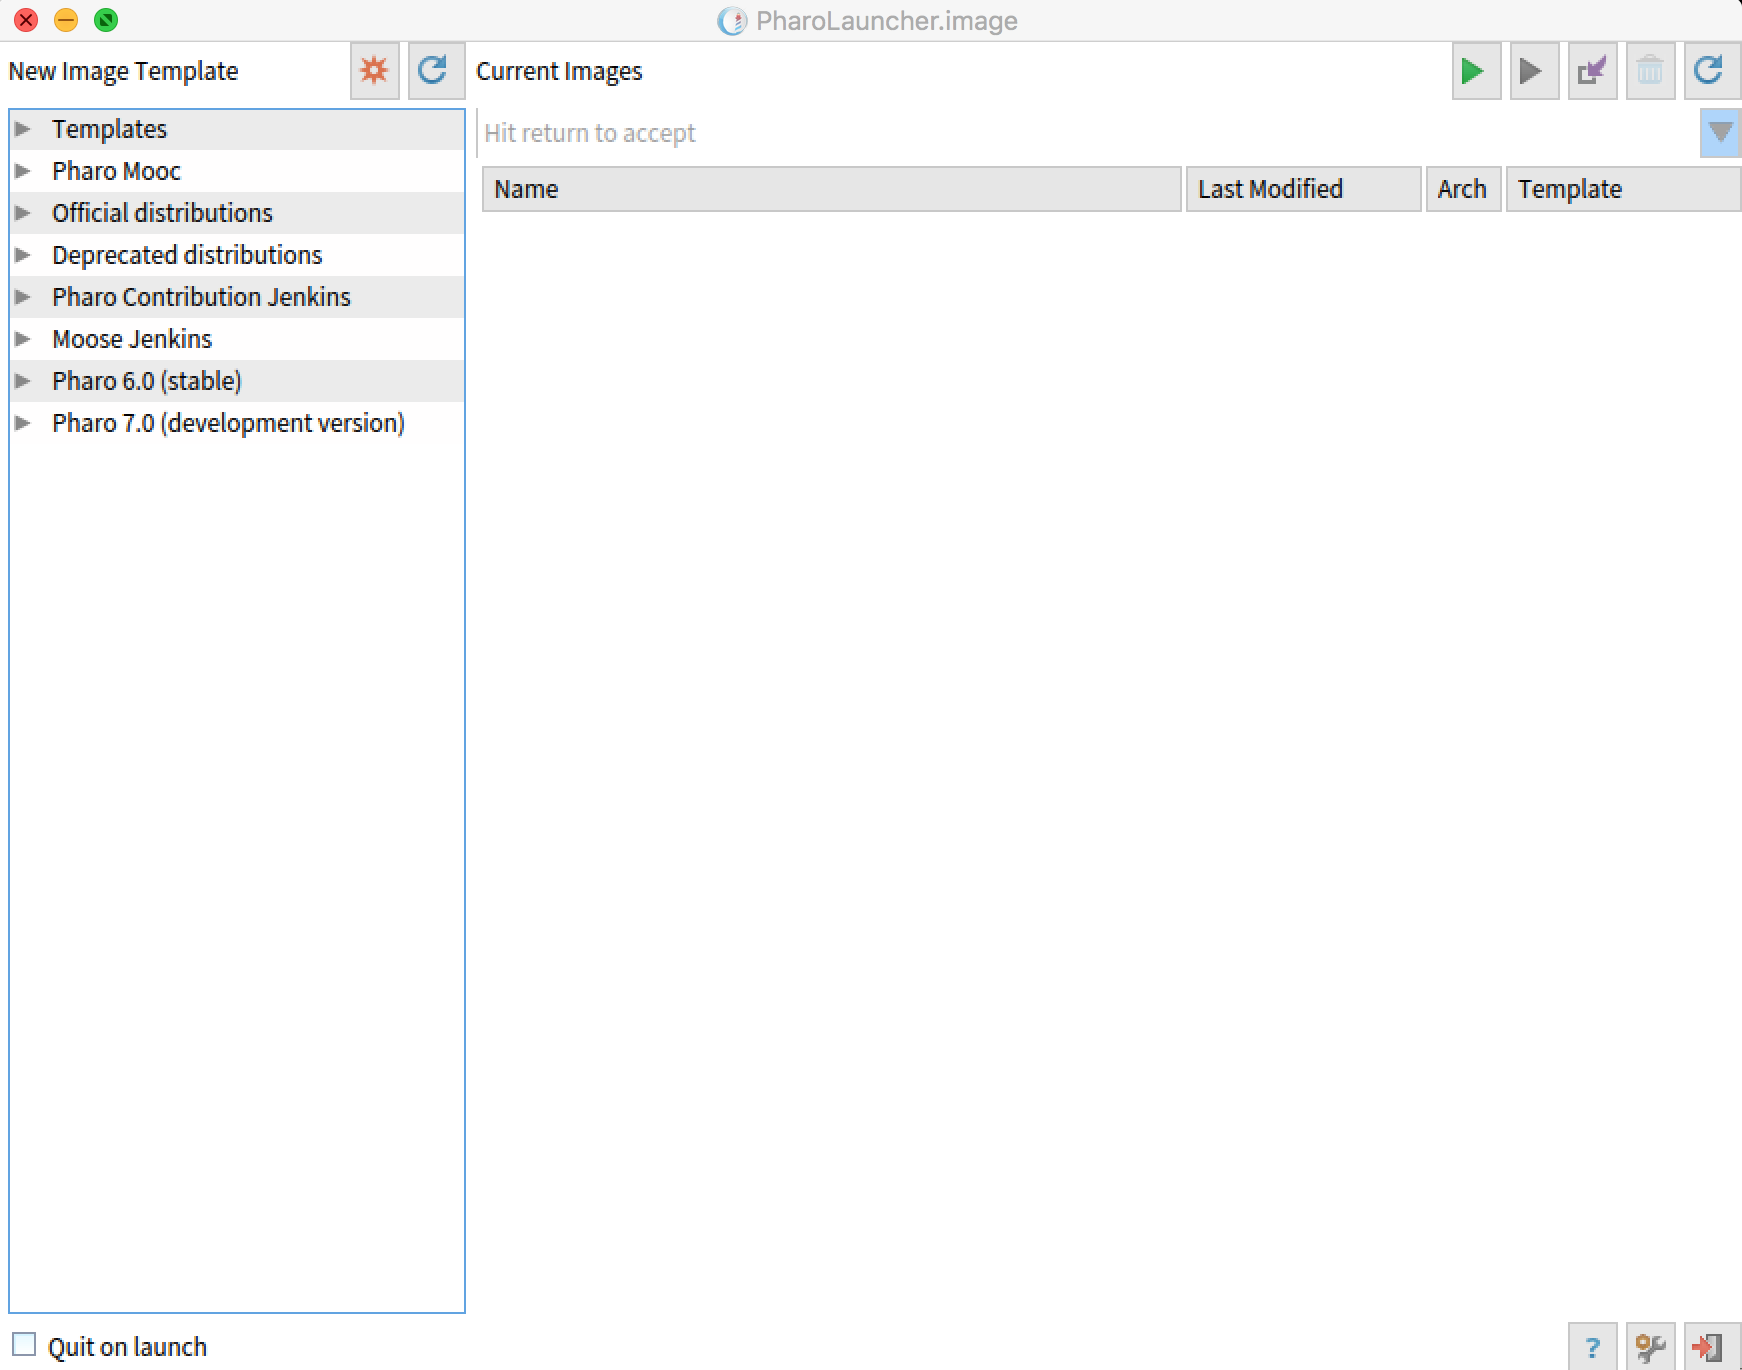 PharoLauncher.image
New Image Template
Current Images
Templates
Pharo Mooc
Official distributions
Deprecated distributions
Pharo Contribution Jenkins
Moose Jenkins
Pharo 6.0 (stable)
Pharo 7.0 (development version)
Hit return to accept
Name Last Modified Arch Template
Quit on launch
?